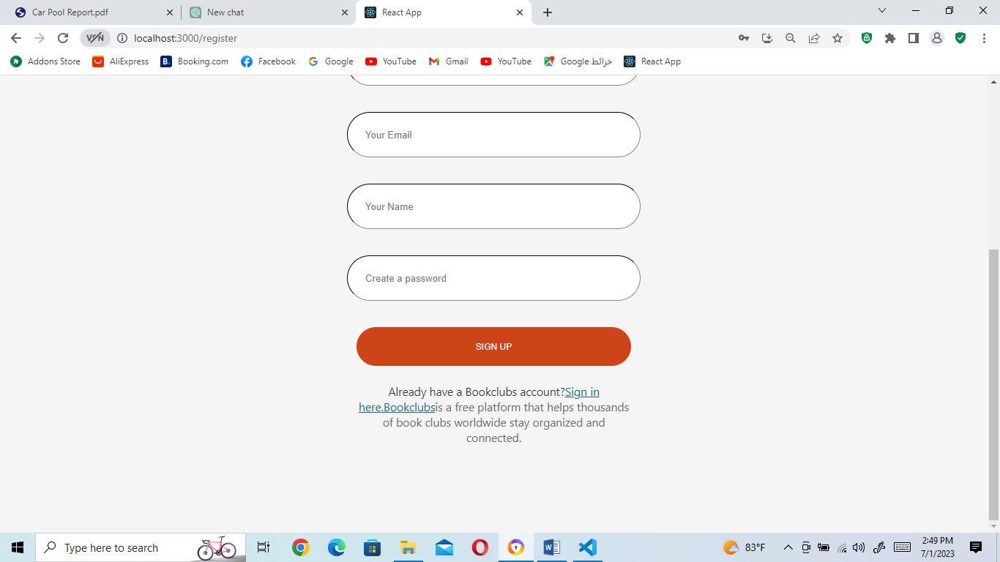 Car Pool Report.pdf
New chat
React App
VPN
localhost:3000/register
Addons Store
AliExpress
B.
Booking.com
Facebook
Google
YouTube
Gmail
YouTube
خرائط Google
React App
Your Email
Your Name
Create a password
SIGN UP
Already have a Bookclubs account?Sign in
here.Bookclubsis a free platform that helps thousands
of book clubs worldwide stay organized and
connected.
Type here to search
83°F
2:49 PM
7/1/2023